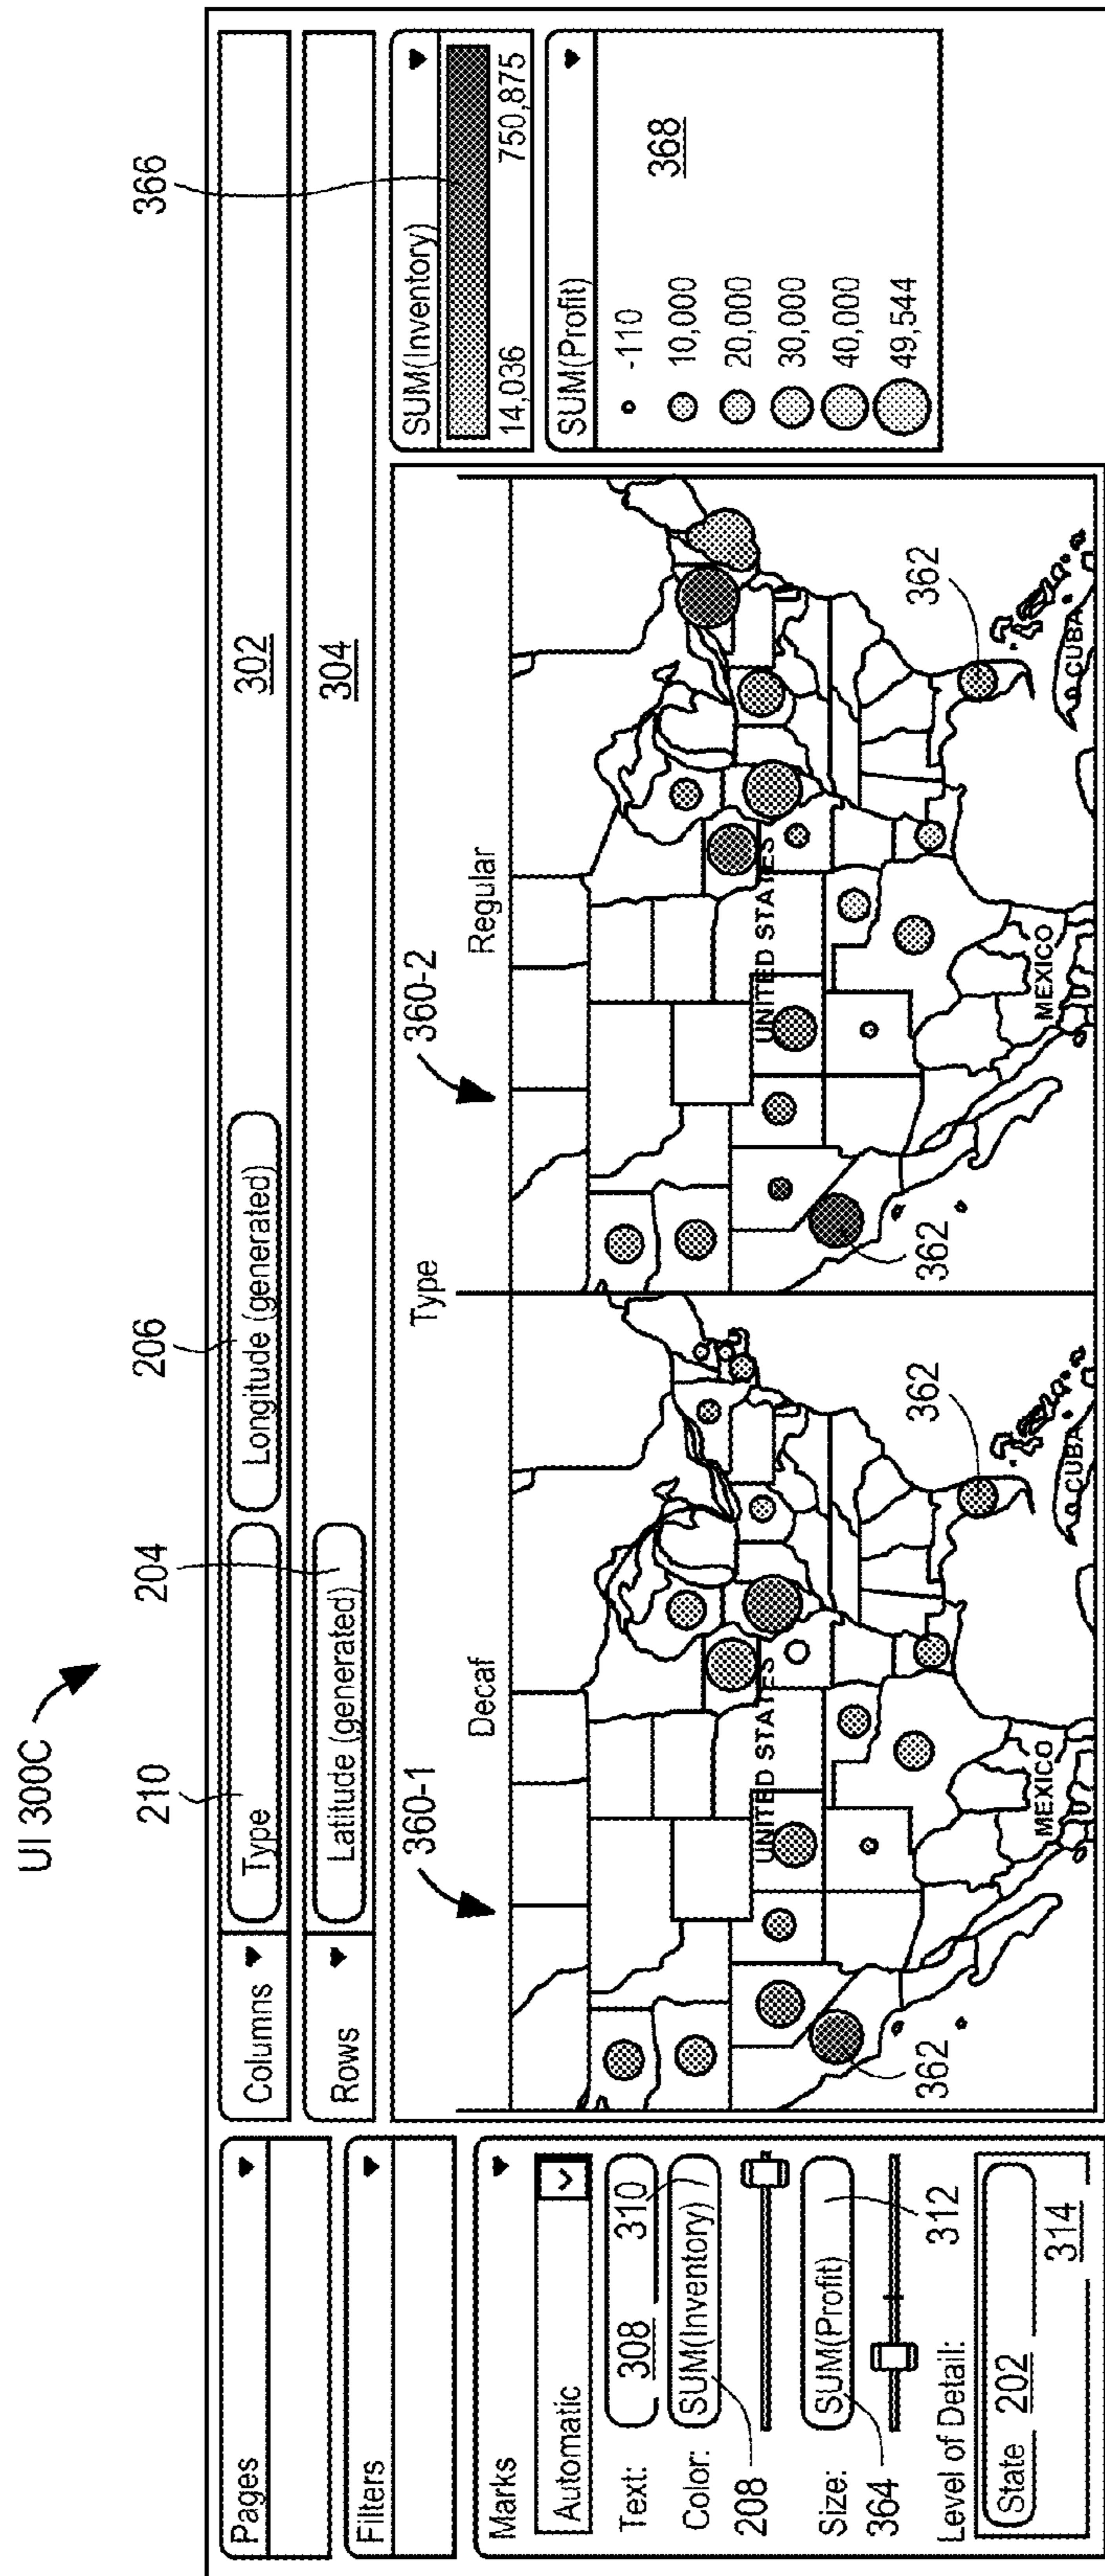 UI 300C
210
204
206
366
Pages
Filters
Marks
Automatic
Text:
308
310
Color:
SUM(Inventory)
208
Size:
SUM(Profit)
364
312
Level of Detail:
State
202
314
Columns
Type
Longitude (generated)
302
Rows
Latitude (generated)
304
Type
360-1
Decaf
360-2
Regular
UNITED STATES
MEXICO
CUBA
362
362
UNITED STATES
MEXICO
CUBA
362
362
SUM(Inventory)
14,036
750,875
SUM(Profit)
-110
10,000
20,000
30,000
40,000
49,544
368